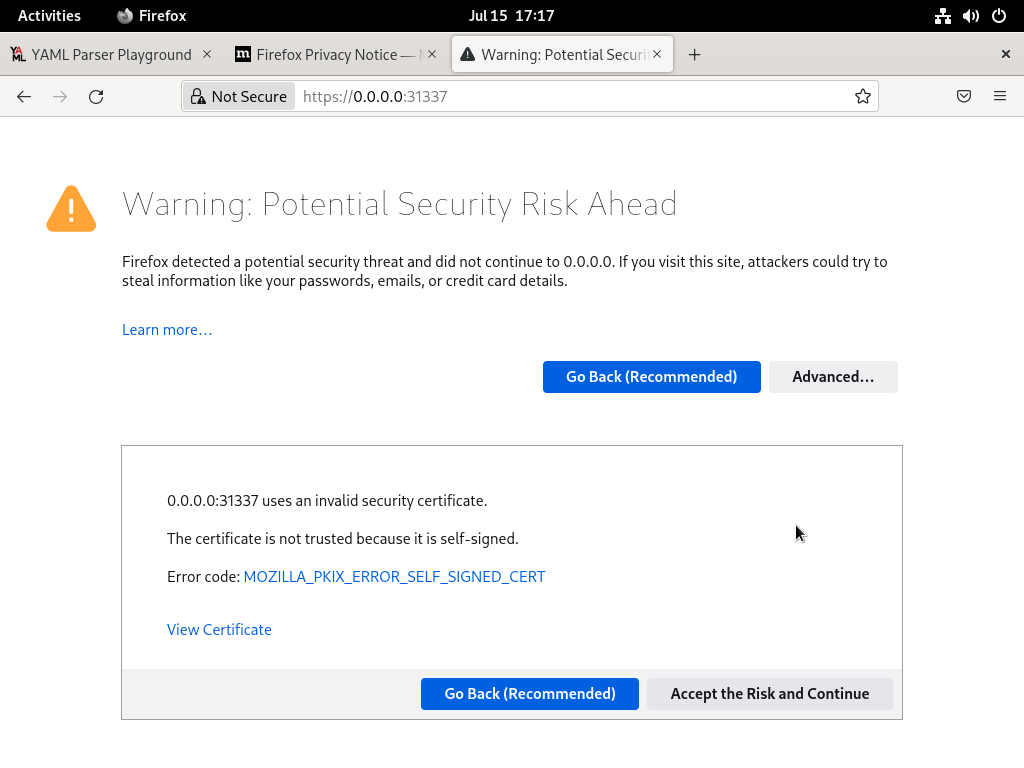 Activities Firefox Jul 15 17:17
YAML YAML Parser Playground m Firefox Privacy Notice — Warning: Potential Securi
Not Secure https://0.0.0.0:31337
Warning: Potential Security Risk Ahead
Firefox detected a potential security threat and did not continue to 0.0.0.0. If you visit this site, attackers could try to
steal information like your passwords, emails, or credit card details.
Learn more…
Go Back (Recommended) Advanced…
0.0.0.0:31337 uses an invalid security certificate.
The certificate is not trusted because it is self-signed.
Error code: MOZILLA_PKIX_ERROR_SELF_SIGNED_CERT
View Certificate
Go Back (Recommended) Accept the Risk and Continue